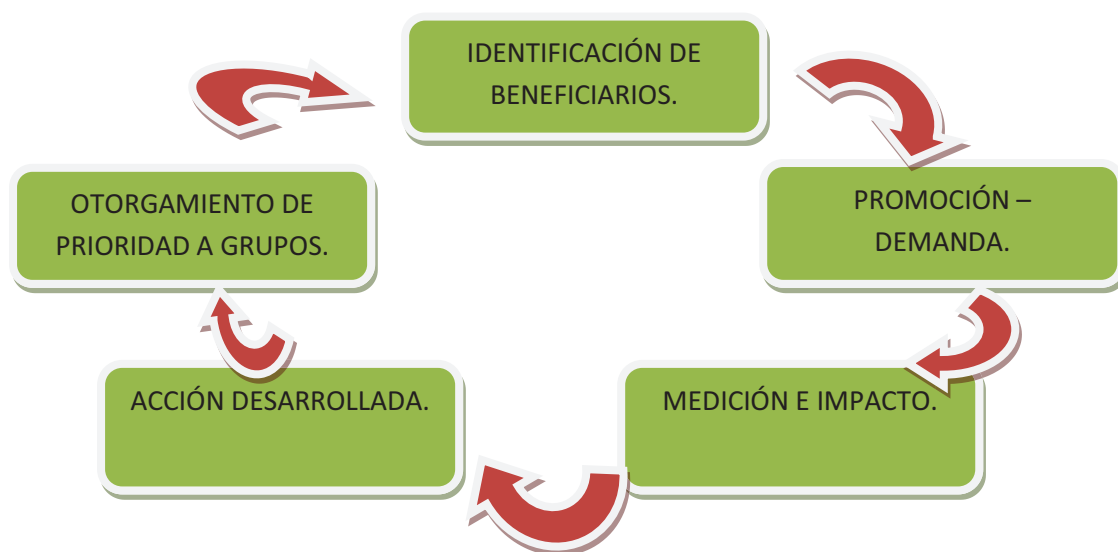 IDENTIFICACIÓN DE
BENEFICIARIOS.
PROMOCIÓN –
DEMANDA.
MEDICIÓN E IMPACTO.
ACCIÓN DESARROLLADA.
OTORGAMIENTO DE
PRIORIDAD A GRUPOS.